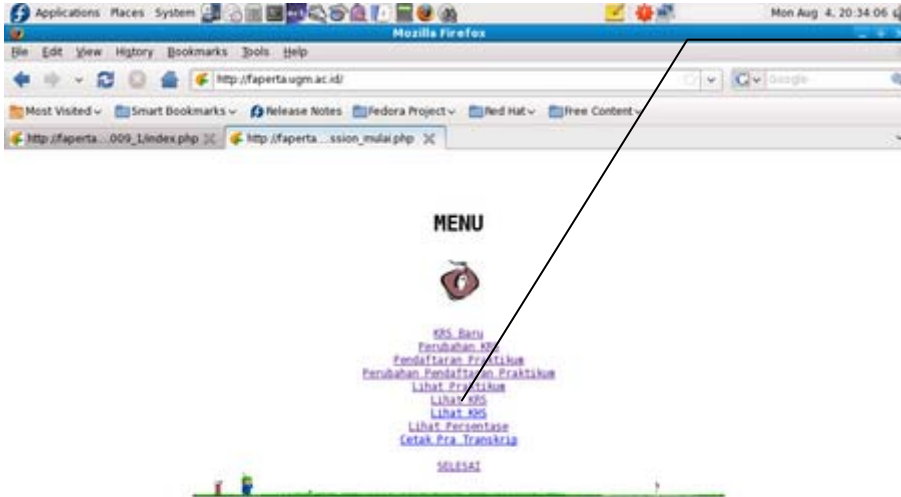 Applications Places System
Mon Aug 4, 20:34:06
Mozilla Firefox
File Edit View History Bookmarks Tools Help
http://faperta.ugm.ac.id/
Google
Most Visited Smart Bookmarks Release Notes Fedora Project Red Hat Free Content
http://faperta...009_1/index.php http://faperta...ssion_mulai.php
MENU
KRS Baru
Perubahan KRS
Pendaftaran Praktikum
Perubahan Pendaftaran Praktikum
Lihat Praktikum
Lihat KRS
Lihat KHS
Lihat Persentase
Cetak Pra Transkrip
SELESAI